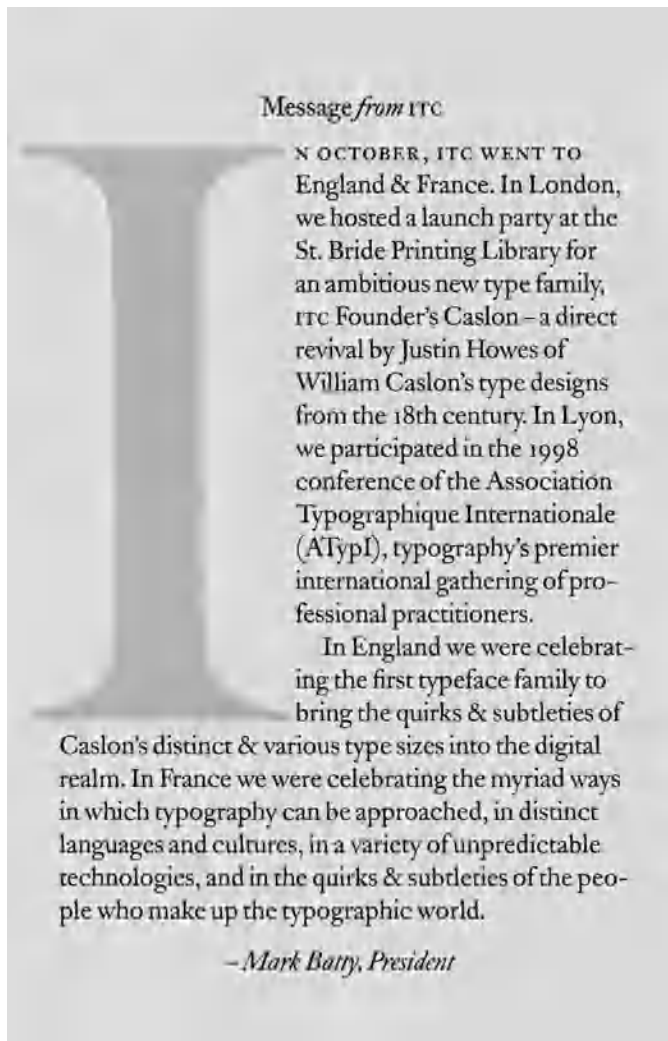 Message from ITC
IN OCTOBER, ITC WENT TO
England & France. In London,
we hosted a launch party at the
St. Bride Printing Library for
an ambitious new type family,
ITC Founder's Caslon – a direct
revival by Justin Howes of
William Caslon's type designs
from the 18th century. In Lyon,
we participated in the 1998
conference of the Association
Typographique Internationale
(ATypI), typography's premier
international gathering of pro-
fessional practitioners.
In England we were celebrat-
ing the first typeface family to
bring the quirks & subtleties of
Caslon's distinct & various type sizes into the digital
realm. In France we were celebrating the myriad ways
in which typography can be approached, in distinct
languages and cultures, in a variety of unpredictable
technologies, and in the quirks & subtleties of the peo-
ple who make up the typographic world.
– Mark Batty, President